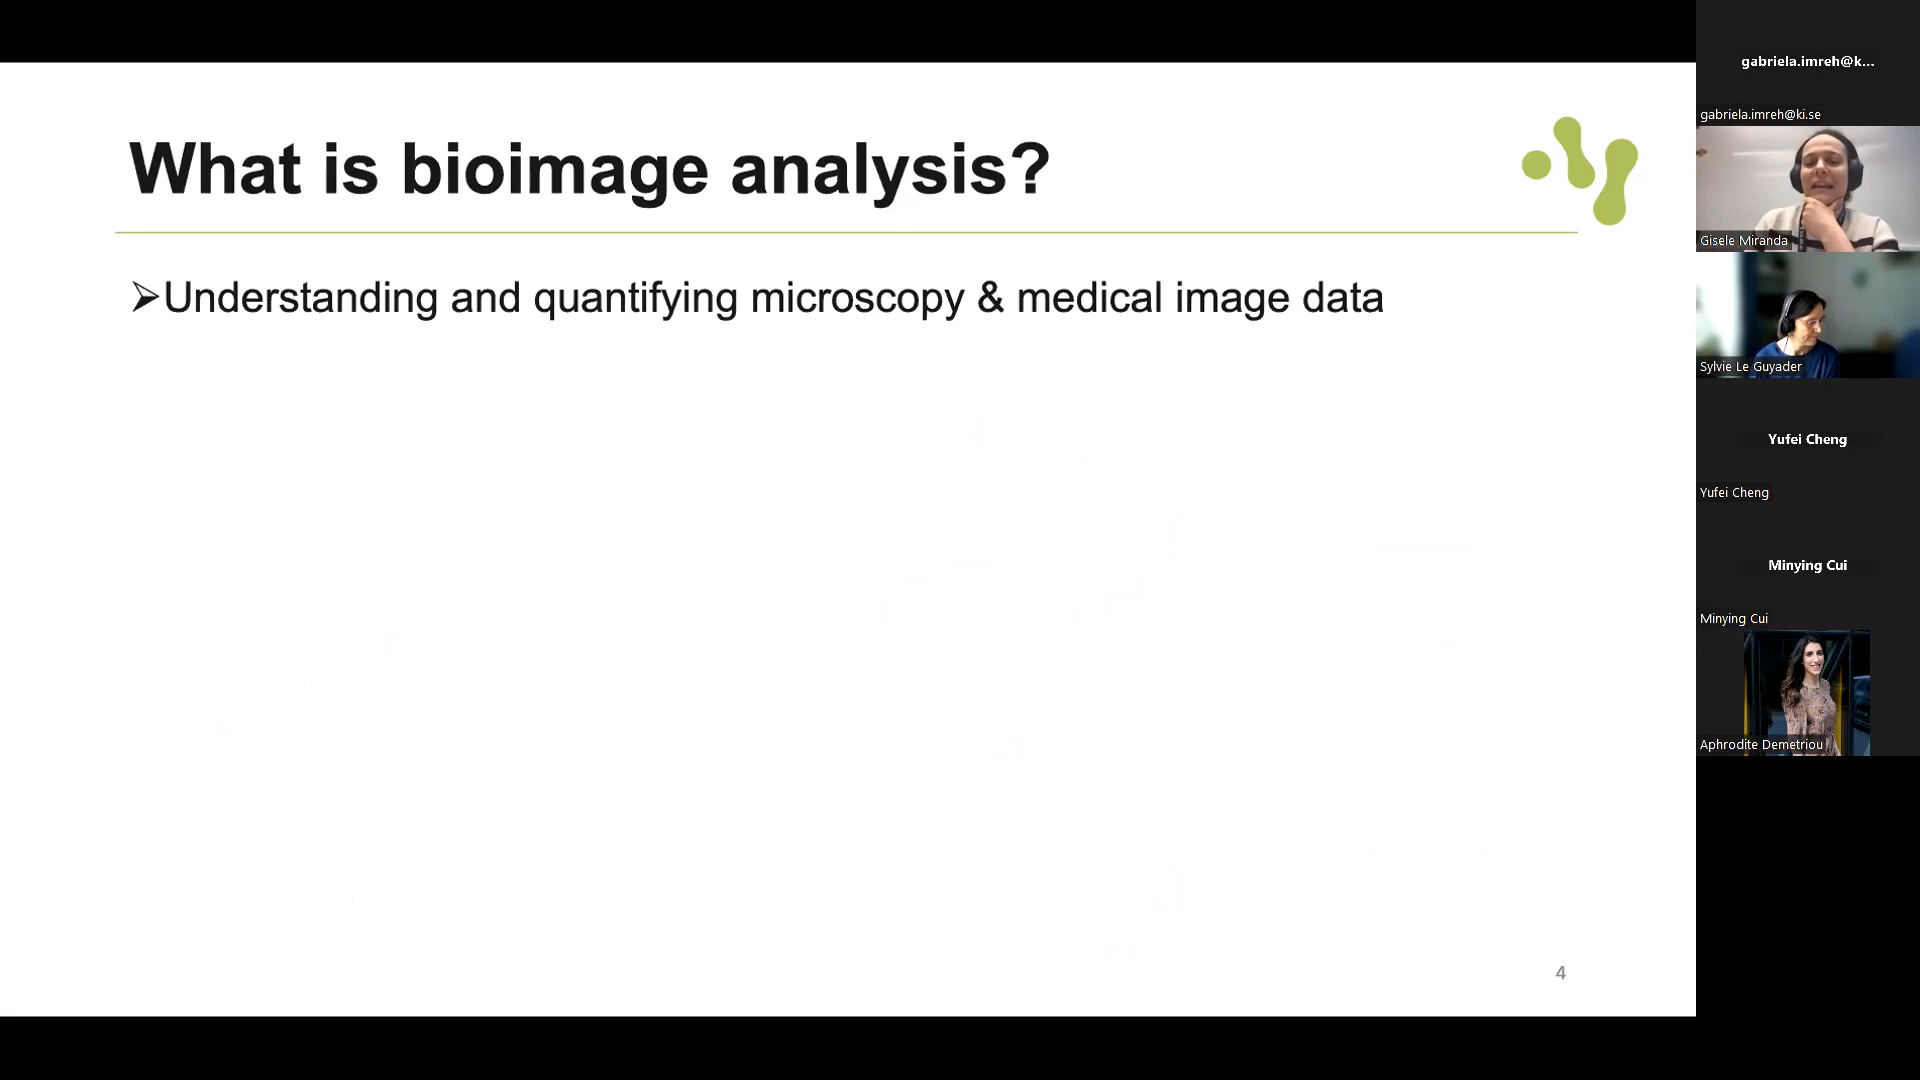 What is bioimage analysis?
➢Understanding and quantifying microscopy & medical image data
4
gabriela.imreh@k...
gabriela.imreh@ki.se
Gisele Miranda
Sylvie Le Guyader
Yufei Cheng
Yufei Cheng
Minying Cui
Minying Cui
Aphrodite Demetriou